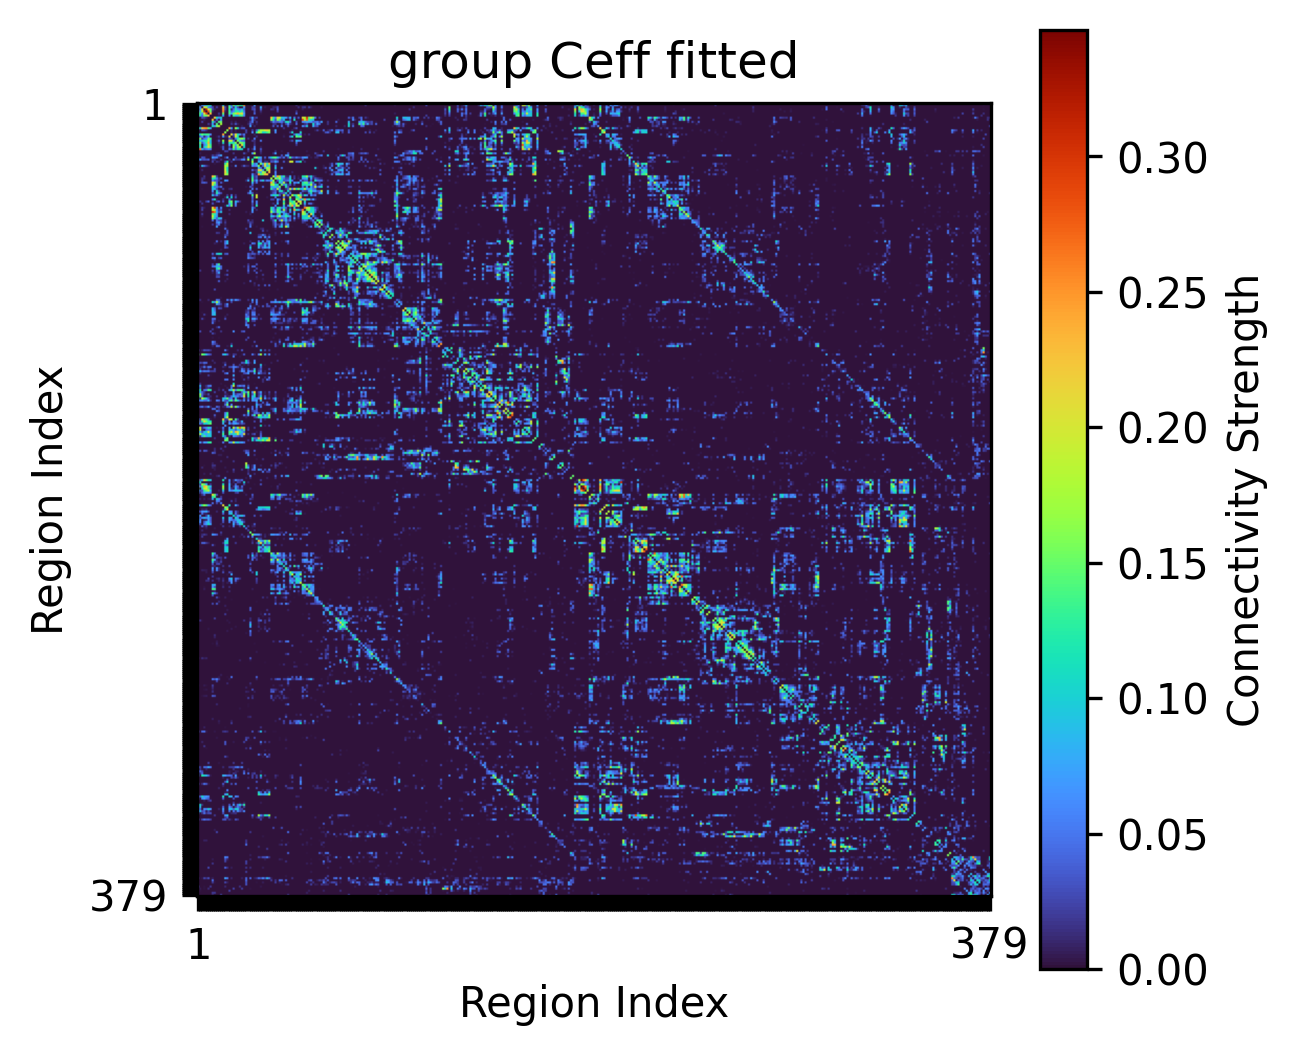 group Ceff fitted
1
379
1
379
Region Index
Region Index
0.30
0.25
0.20
0.15
0.10
0.05
0.00
Connectivity Strength